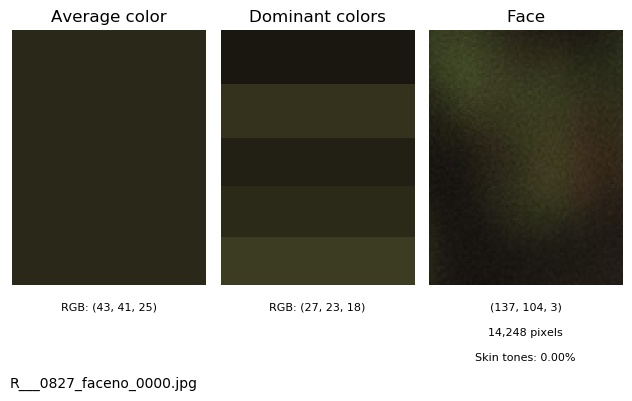 Average color
Dominant colors
Face
RGB: (43, 41, 25)
RGB: (27, 23, 18)
(137, 104, 3)
14,248 pixels
Skin tones: 0.00%
R___0827_faceno_0000.jpg